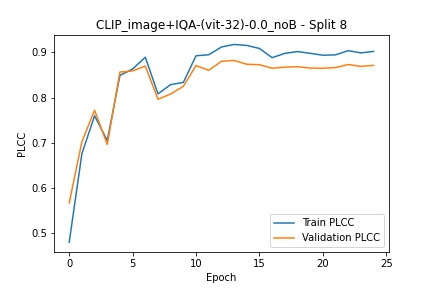 CLIP_image+IQA-(vit-32)-0.0_noB - Split 8
PLCC
0.9
0.8
0.7
0.6
0.5
Train PLCC
Validation PLCC
0 5 10 15 20 25
Epoch